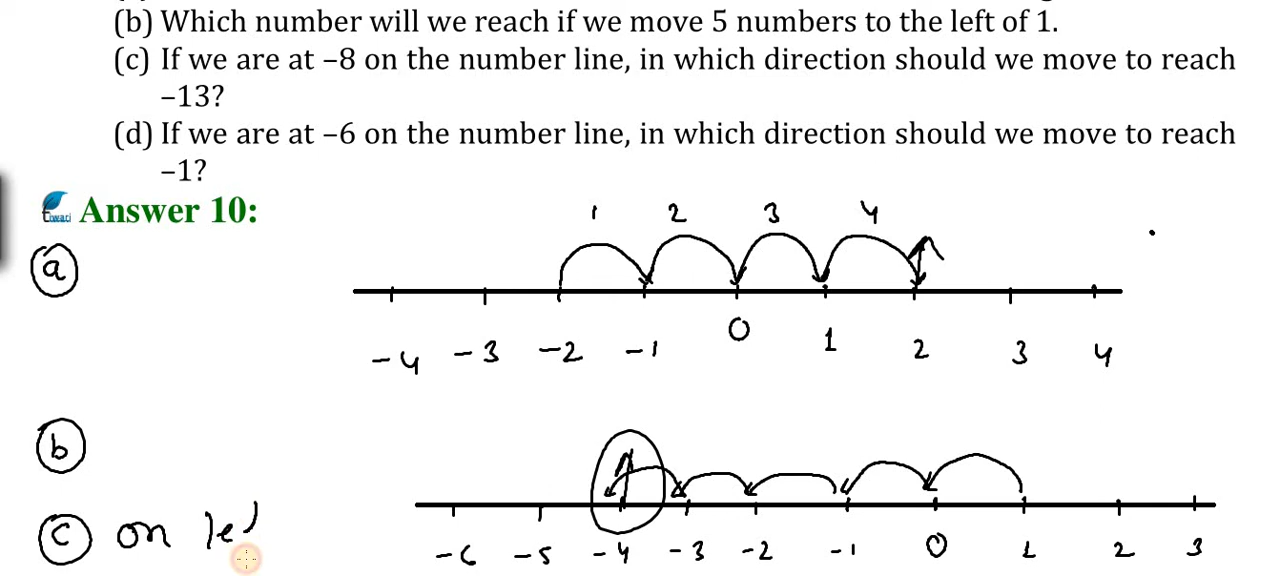 (b) Which number will we reach if we move 5 numbers to the left of 1.
(c) If we are at –8 on the number line, in which direction should we move to reach
–13?
(d) If we are at –6 on the number line, in which direction should we move to reach
–1?
Answer 10:
1 2 3 4
(a)
-4 -3 -2 -1 0 1 2 3 4
(b)
(c) on
-6 -5 -4 -3 -2 -1 0 1 2 3